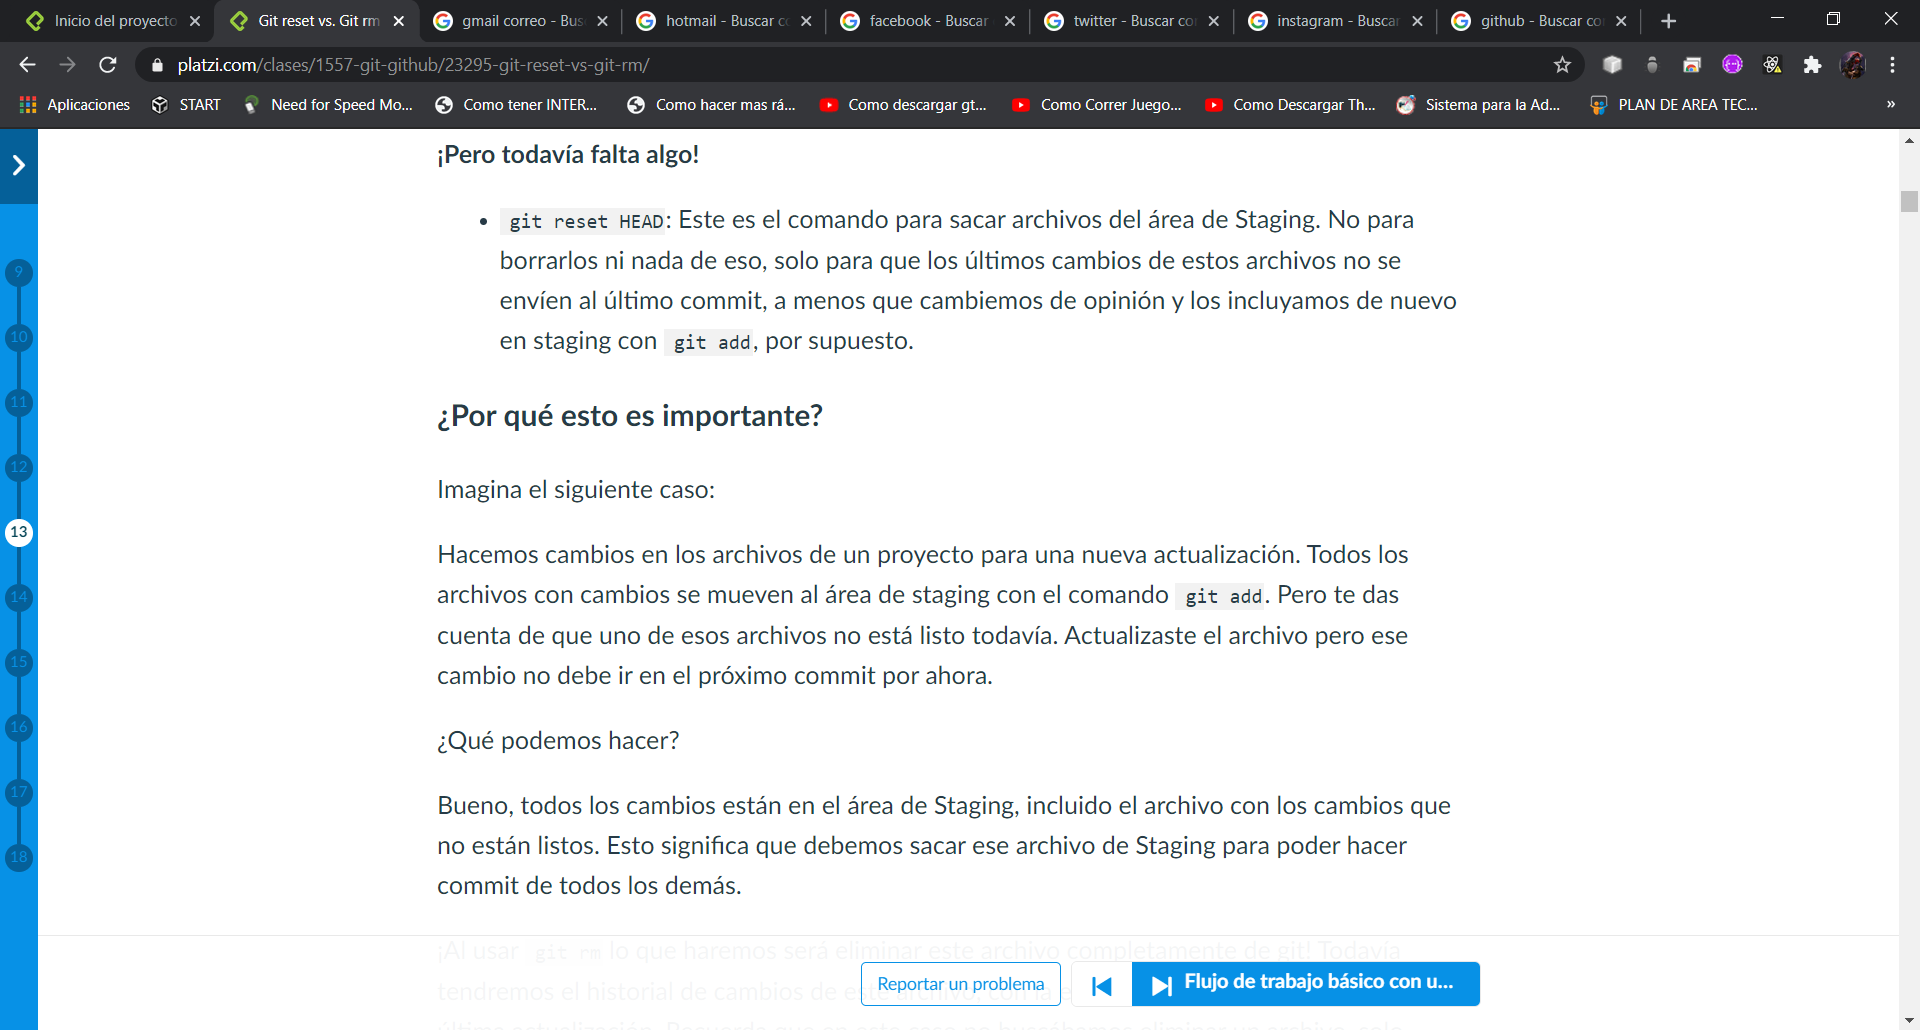 Inicio del proyecto
Git reset vs. Git rm
gmail correo - Bus
hotmail - Buscar co
facebook - Buscar
twitter - Buscar con
instagram - Buscar
github - Buscar con
platzi.com/clases/1557-git-github/23295-git-reset-vs-git-rm/
Aplicaciones
START
Need for Speed Mo...
Como tener INTER...
Como hacer mas rá...
Como descargar gt...
Como Correr Juego...
Como Descargar Th...
Sistema para la Ad...
PLAN DE AREA TEC...
»
¡Pero todavía falta algo!
• git reset HEAD: Este es el comando para sacar archivos del área de Staging. No para
borrarlos ni nada de eso, solo para que los últimos cambios de estos archivos no se
envíen al último commit, a menos que cambiemos de opinión y los incluyamos de nuevo
en staging con git add, por supuesto.
¿Por qué esto es importante?
Imagina el siguiente caso:
Hacemos cambios en los archivos de un proyecto para una nueva actualización. Todos los
archivos con cambios se mueven al área de staging con el comando git add. Pero te das
cuenta de que uno de esos archivos no está listo todavía. Actualizaste el archivo pero ese
cambio no debe ir en el próximo commit por ahora.
¿Qué podemos hacer?
Bueno, todos los cambios están en el área de Staging, incluido el archivo con los cambios que
no están listos. Esto significa que debemos sacar ese archivo de Staging para poder hacer
commit de todos los demás.
¡Al usar git rm lo que haremos será eliminar este archivo completamente de git! Todavía
tendremos el historial de cambios de este archivo, con la e
Reportar un problema
Flujo de trabajo básico con u...
9
10
11
12
13
14
15
16
17
18